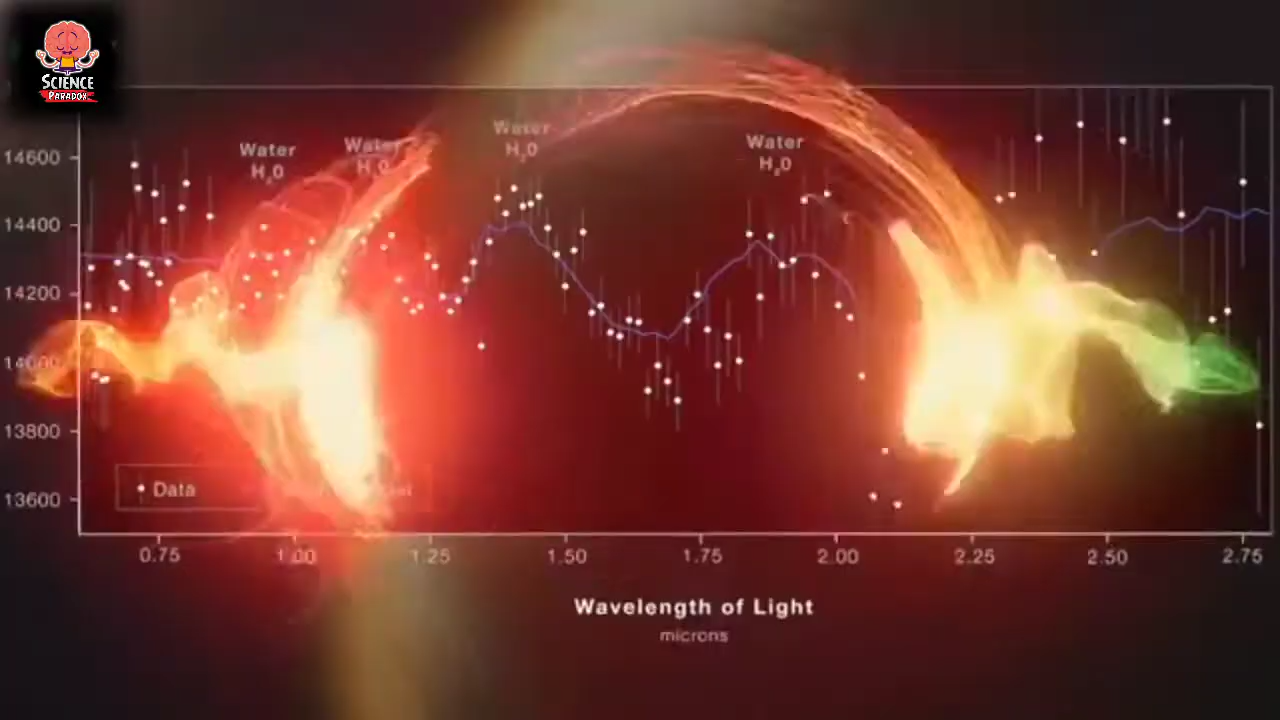 SCIENCE
PARADOX
Water
H₂O
Water
H₂O
Water
H₂O
Water
H₂O
14600
14400
14200
14000
13800
13600
Data
0.75
1.00
1.25
1.50
1.75
2.00
2.25
2.50
2.75
Wavelength of Light
microns